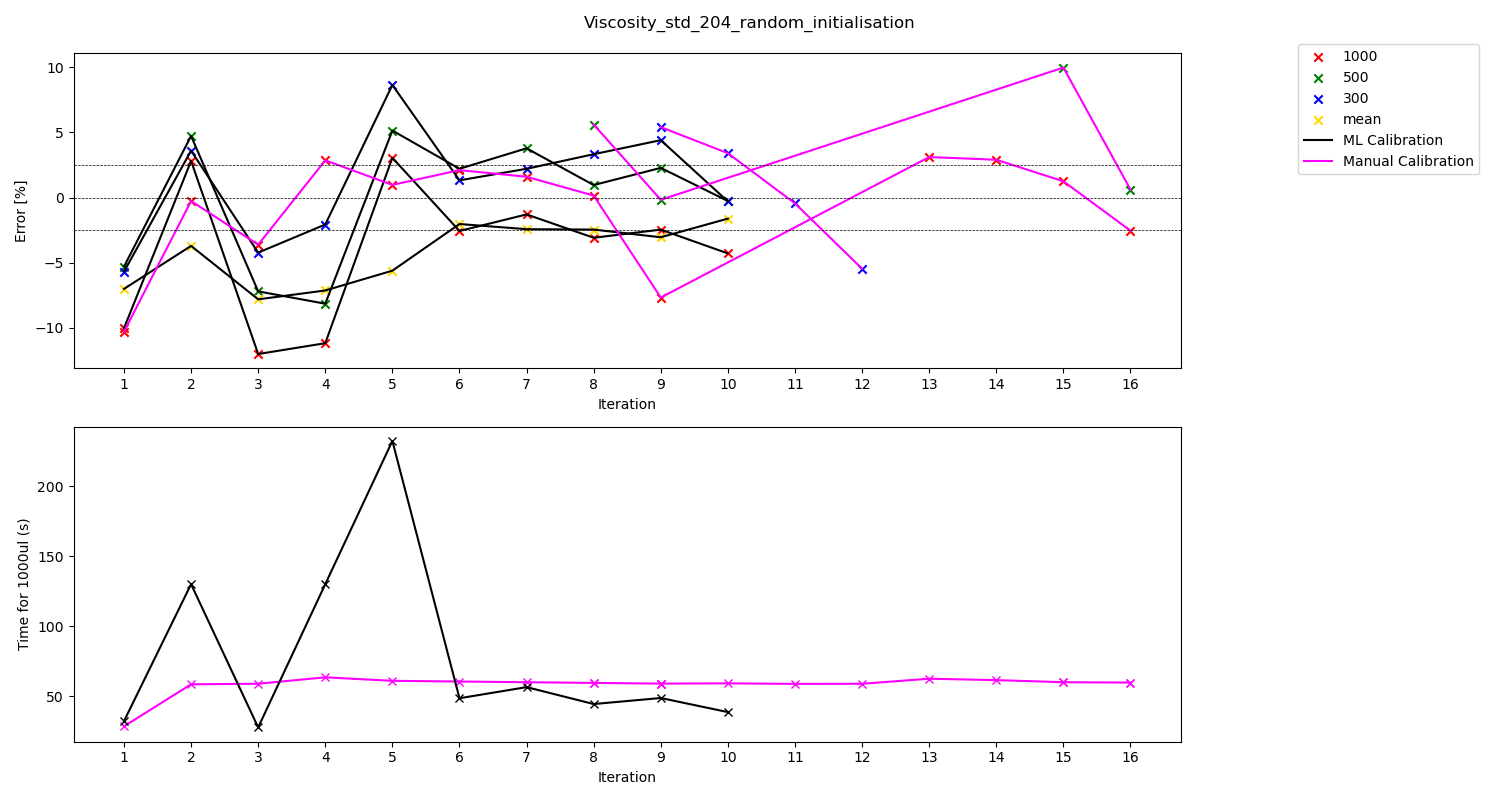 Viscosity_std_204_random_initialisation
10
5
0
−5
−10
Error [%]
1 2 3 4 5 6 7 8 9 10 11 12 13 14 15 16
Iteration
1000
500
300
mean
ML Calibration
Manual Calibration
200
150
100
50
Time for 1000ul (s)
1 2 3 4 5 6 7 8 9 10 11 12 13 14 15 16
Iteration